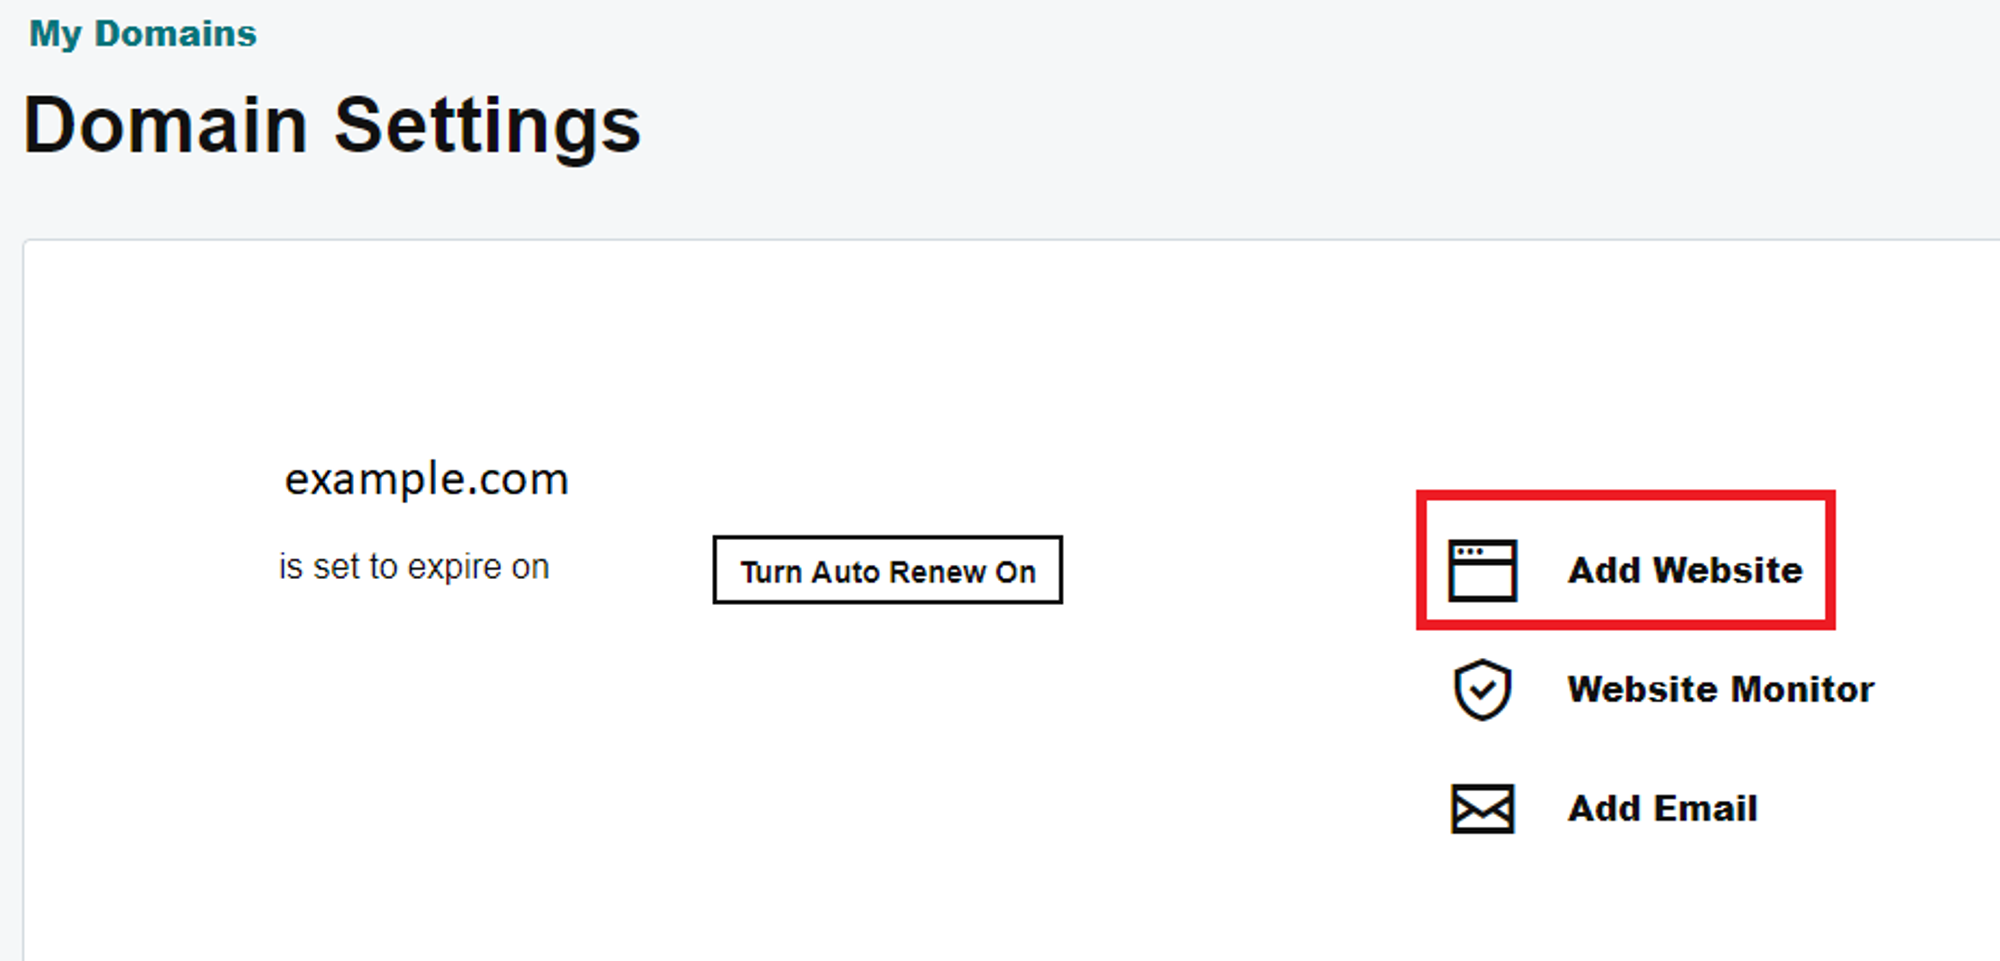 My Domains
Domain Settings
example.com
is set to expire on
Turn Auto Renew On
Add Website
Website Monitor
Add Email